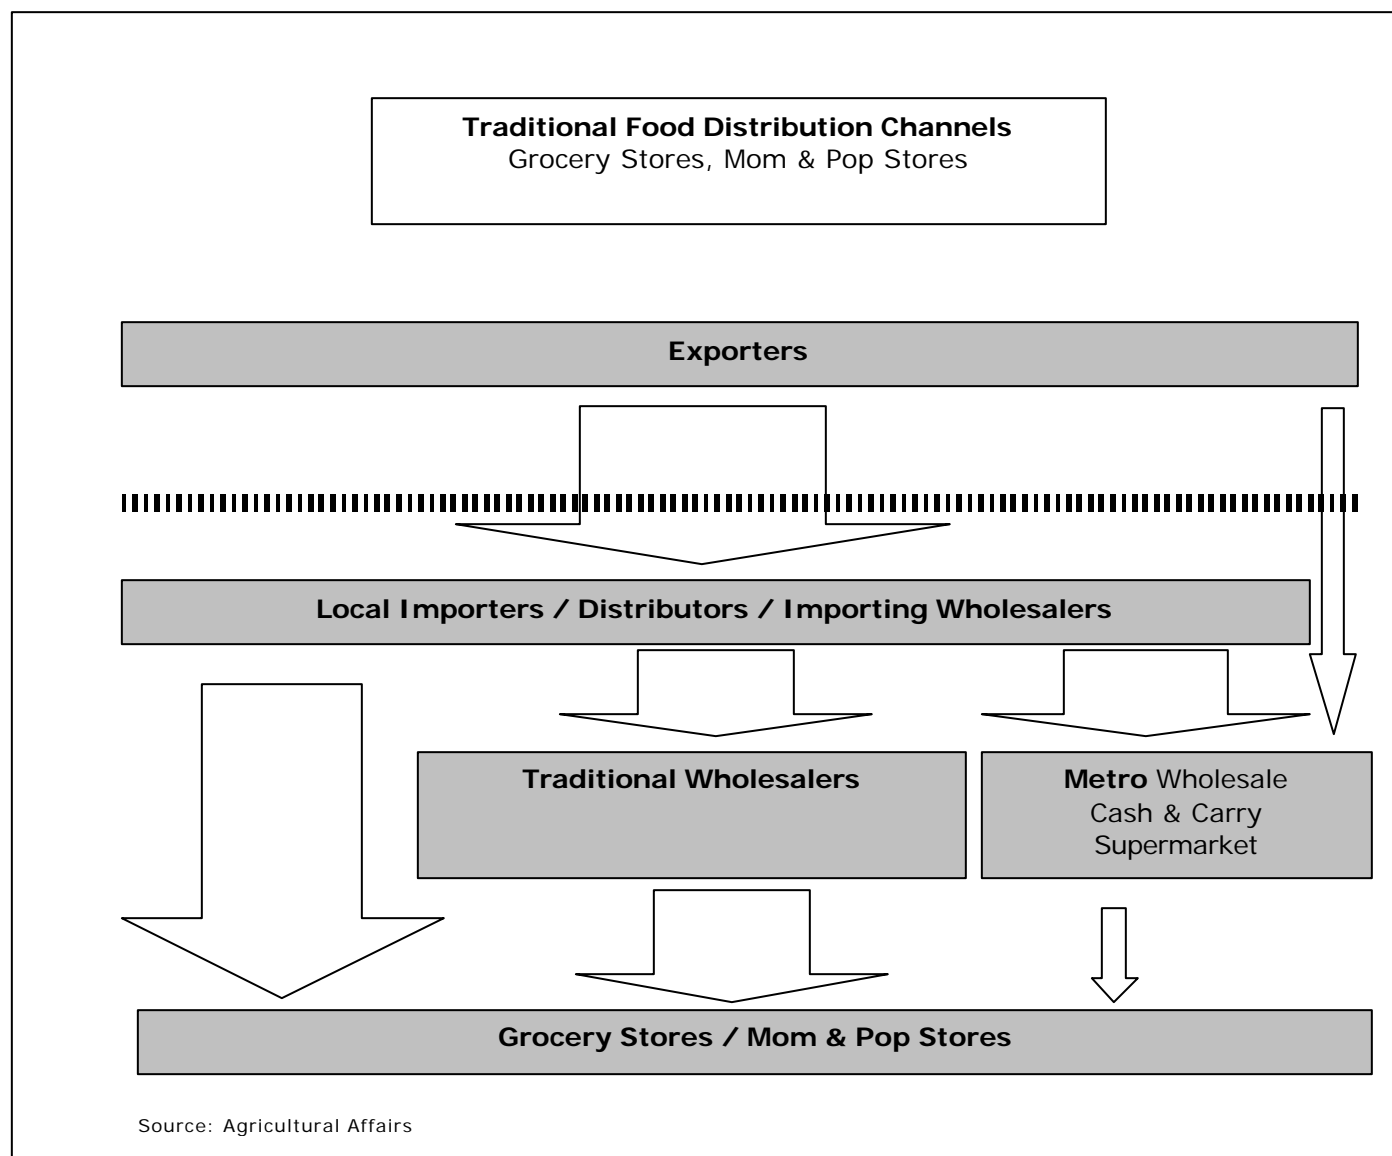 Traditional Food Distribution Channels
Grocery Stores, Mom & Pop Stores
Exporters
Local Importers / Distributors / Importing Wholesalers
Traditional Wholesalers
Metro Wholesale
Cash & Carry
Supermarket
Grocery Stores / Mom & Pop Stores
Source: Agricultural Affairs